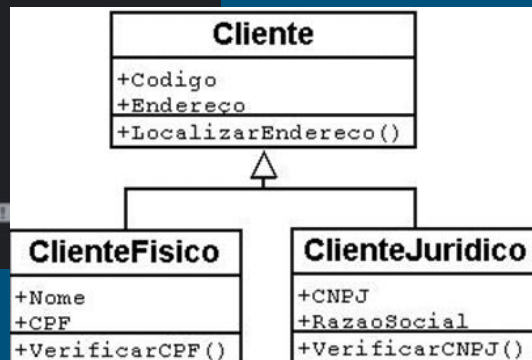 Cliente
+Codigo
+Endereço
+LocalizarEndereco()
ClienteFisico
+Nome
+CPF
+VerificarCPF()
ClienteJuridico
+CNPJ
+RazaoSocial
+VerificarCNPJ()